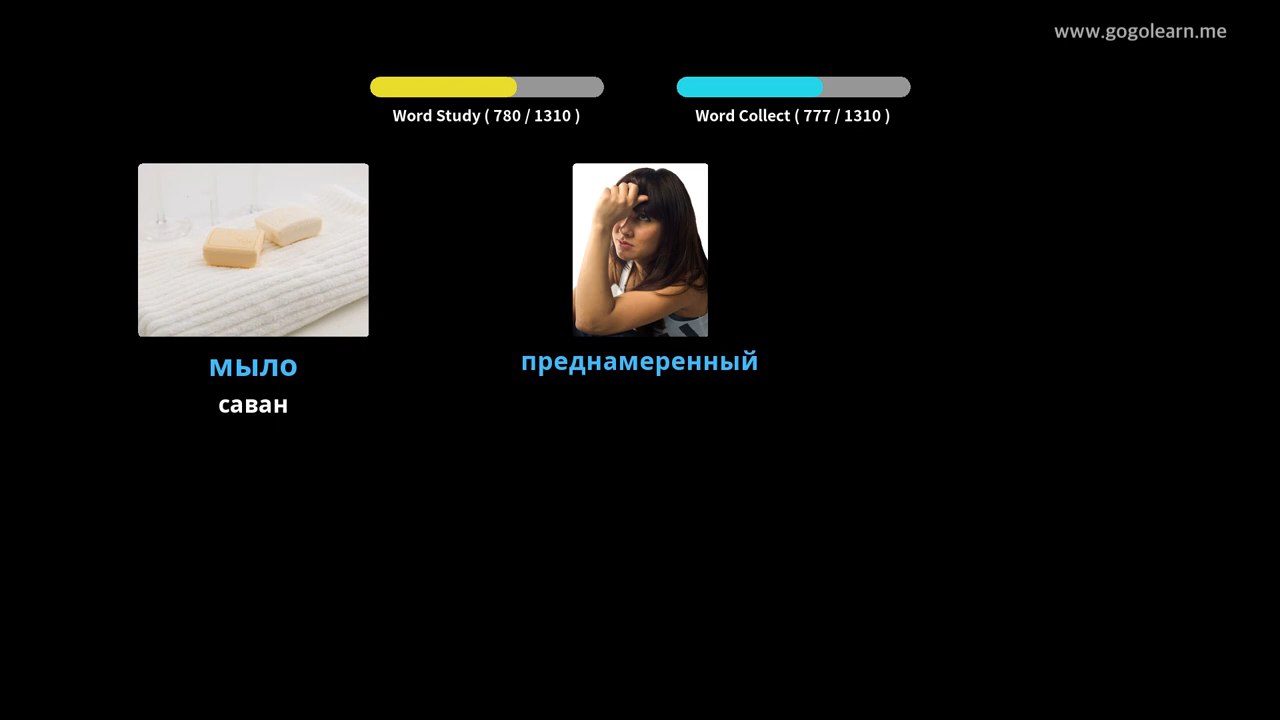 www.gogolearn.me
Word Study ( 780 / 1310 )
Word Collect ( 777 / 1310 )
мыло
саван
преднамеренный